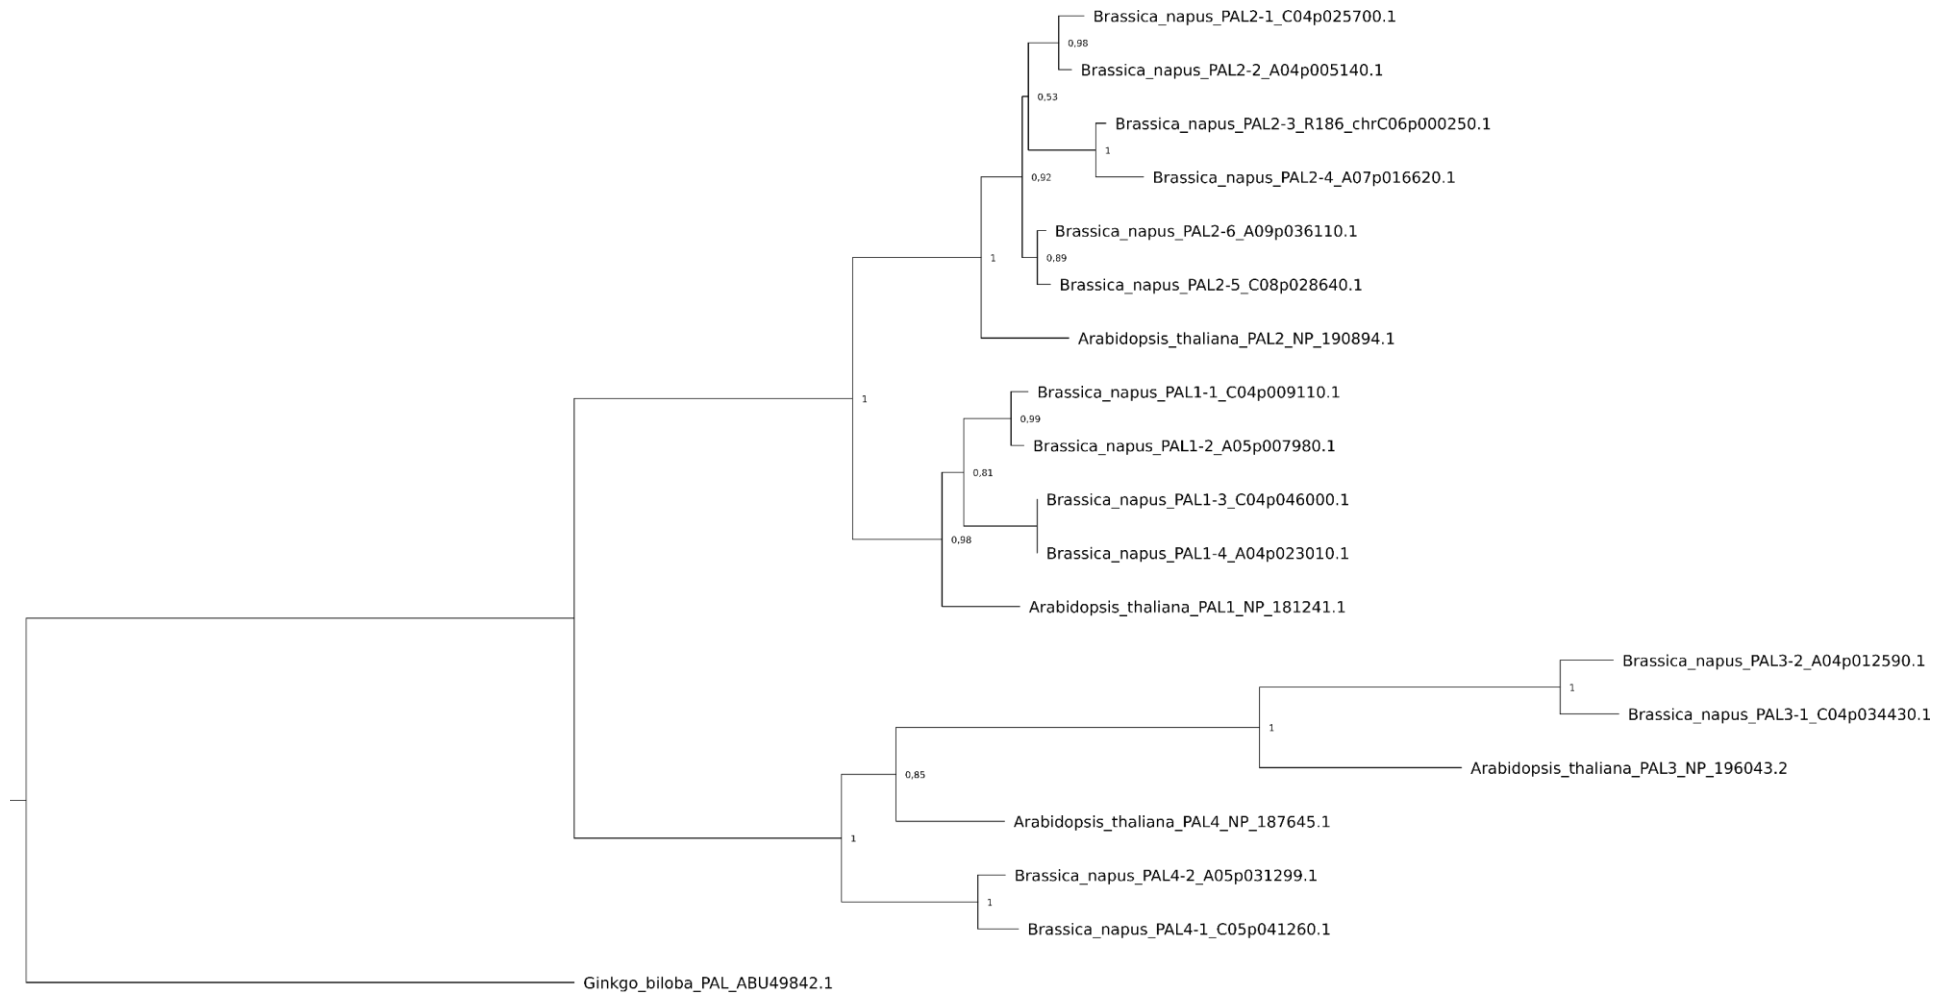 Brassica_napus_PAL2-1_C04p025700.1
0,98
Brassica_napus_PAL2-2_A04p005140.1
0,53
Brassica_napus_PAL2-3_R186_chrC06p000250.1
1
Brassica_napus_PAL2-4_A07p016620.1
0,92
Brassica_napus_PAL2-6_A09p036110.1
0,89
1
Brassica_napus_PAL2-5_C08p028640.1
Arabidopsis_thaliana_PAL2_NP_190894.1
Brassica_napus_PAL1-1_C04p009110.1
1
0,99
Brassica_napus_PAL1-2_A05p007980.1
0,81
Brassica_napus_PAL1-3_C04p046000.1
0,98
Brassica_napus_PAL1-4_A04p023010.1
Arabidopsis_thaliana_PAL1_NP_181241.1
Brassica_napus_PAL3-2_A04p012590.1
1
Brassica_napus_PAL3-1_C04p034430.1
1
Arabidopsis_thaliana_PAL3_NP_196043.2
0,85
Arabidopsis_thaliana_PAL4_NP_187645.1
1
Brassica_napus_PAL4-2_A05p031299.1
1
Brassica_napus_PAL4-1_C05p041260.1
Ginkgo_biloba_PAL_ABU49842.1